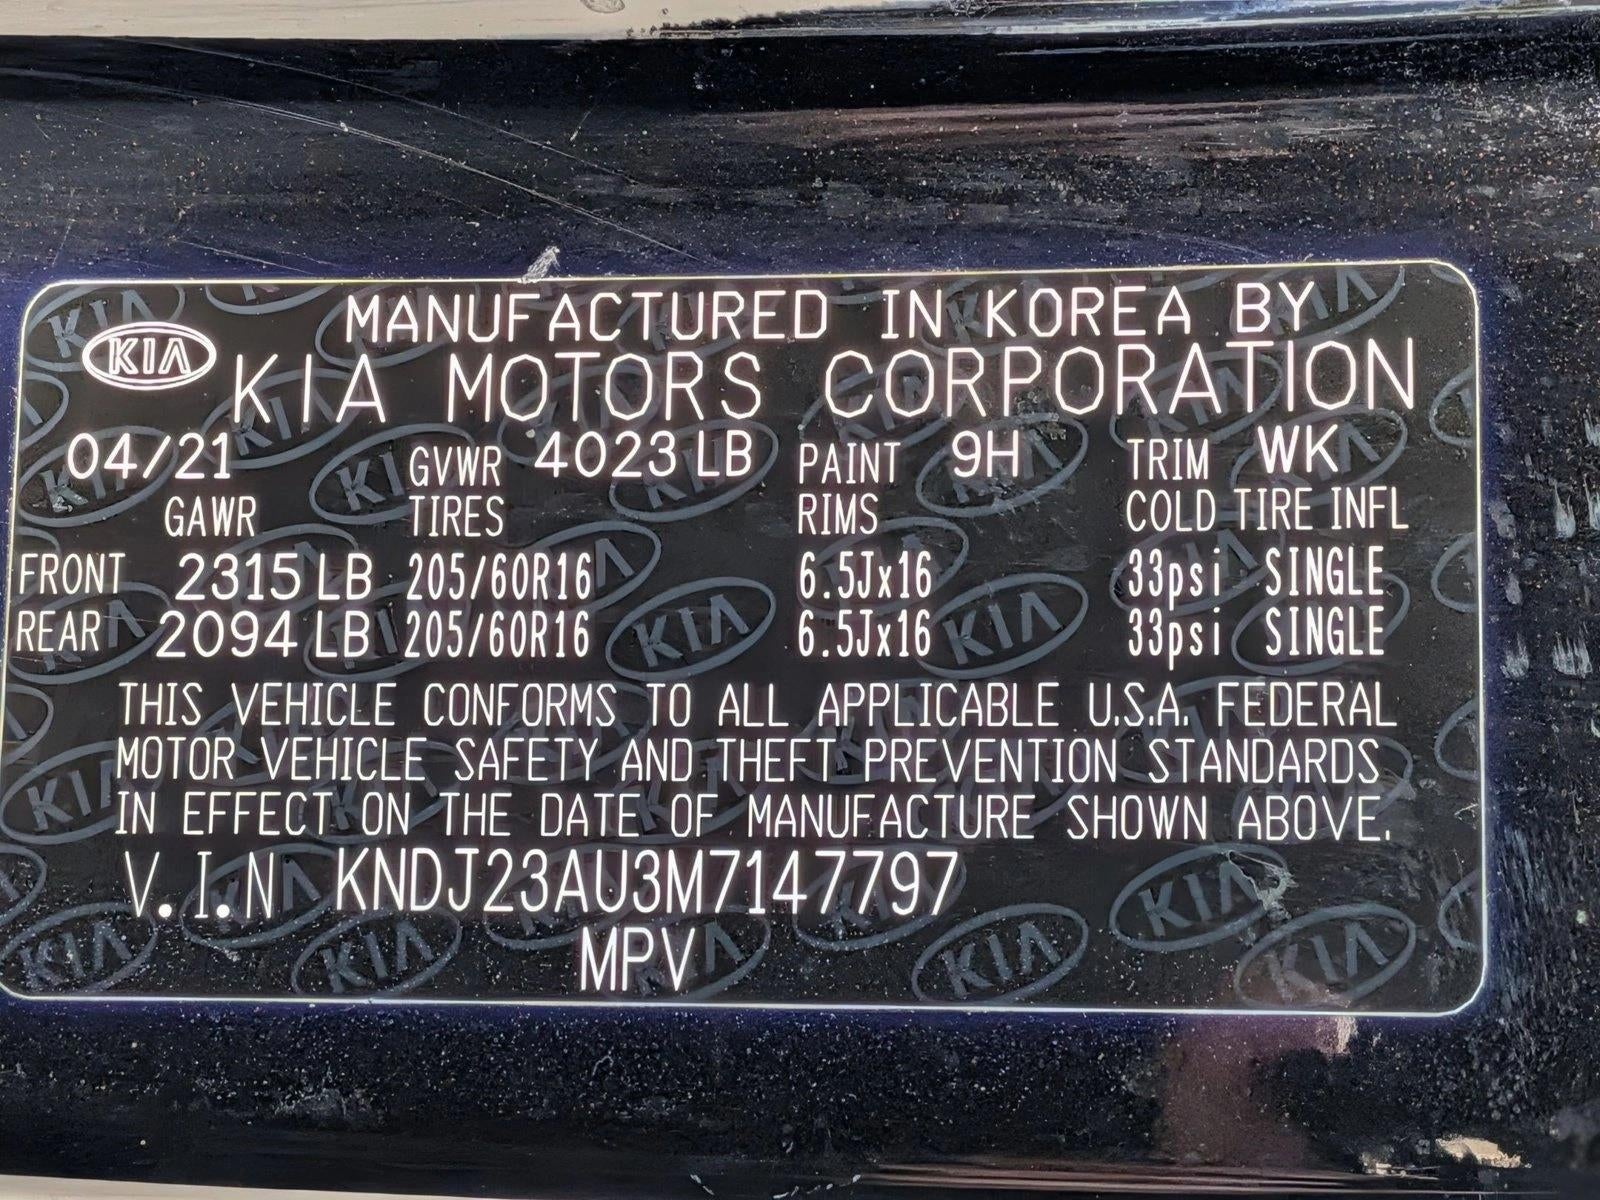 MANUFACTURED IN KOREA BY
KIA KIA MOTORS CORPORATION
04/21 GVWR 4023 LB PAINT 9H TRIM WK
GAWR TIRES RIMS COLD TIRE INFL
FRONT 2315 LB 205/60R16 6.5Jx16 33psi SINGLE
REAR 2094 LB 205/60R16 6.5Jx16 33psi SINGLE
THIS VEHICLE CONFORMS TO ALL APPLICABLE U.S.A. FEDERAL
MOTOR VEHICLE SAFETY AND THEFT PREVENTION STANDARDS
IN EFFECT ON THE DATE OF MANUFACTURE SHOWN ABOVE.
V.I.N KNDJ23AU3M7147797
MPV